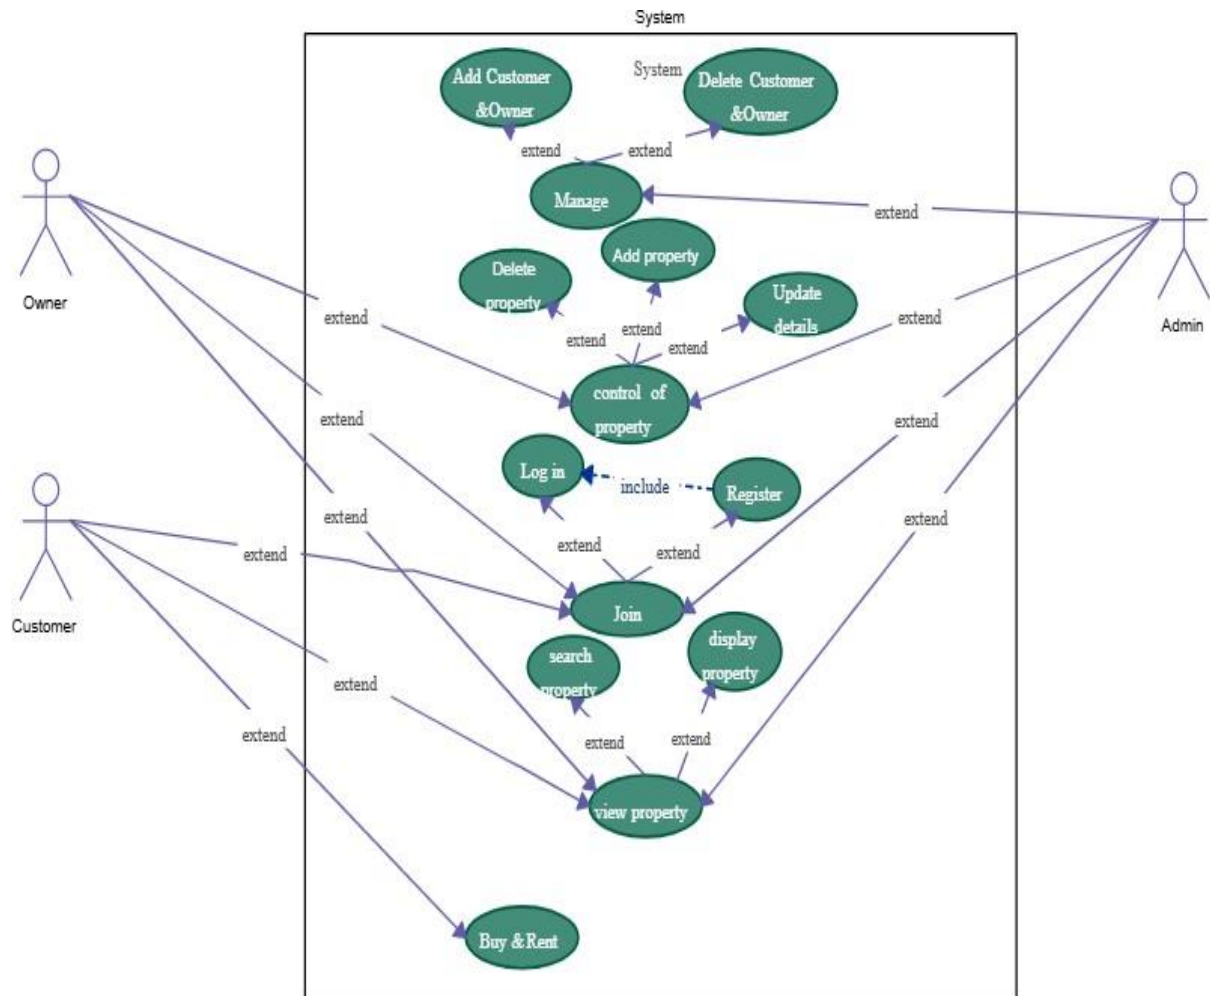 System
Add Customer
&Owner
System
Delete Customer
&Owner
extend
extend
Manage
extend
Owner
Admin
Add property
Delete
property
Update
details
extend
extend
extend
extend
extend
control of
property
extend
extend
Log in
include
Register
extend
extend
Customer
extend
extend
extend
Join
search
property
display
property
extend
extend
extend
extend
view property
Buy & Rent